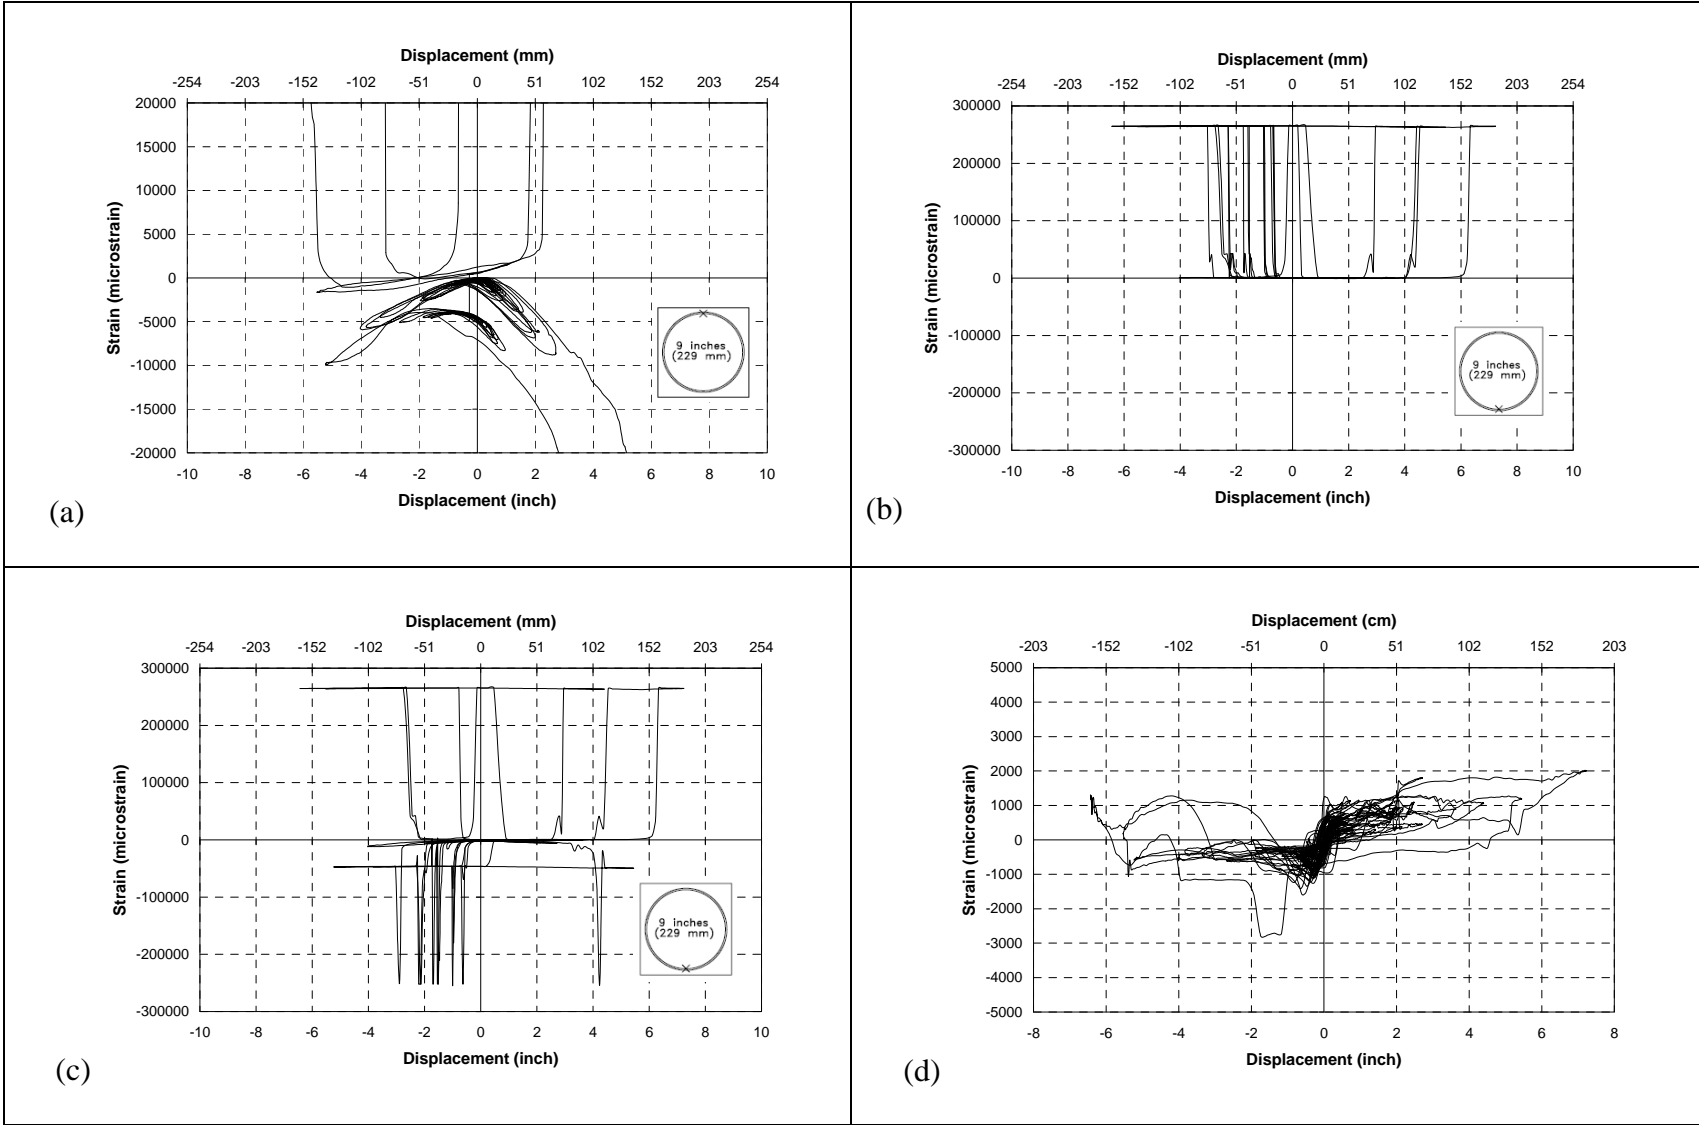 Displacement (mm)
-254 -203 -152 -102 -51 0 51 102 152 203 254
20000
15000
10000
5000
0
-5000
-10000
-15000
-20000
Strain (microstrain)
9 inches
(229 mm)
-10 -8 -6 -4 -2 0 2 4 6 8 10
Displacement (inch)
(a)
Displacement (mm)
-254 -203 -152 -102 -51 0 51 102 152 203 254
300000
200000
100000
0
-100000
-200000
-300000
Strain (microstrain)
9 inches
(229 mm)
-10 -8 -6 -4 -2 0 2 4 6 8 10
Displacement (inch)
(b)
Displacement (mm)
-254 -203 -152 -102 -51 0 51 102 152 203 254
300000
200000
100000
0
-100000
-200000
-300000
Strain (microstrain)
9 inches
(229 mm)
-10 -8 -6 -4 -2 0 2 4 6 8 10
Displacement (inch)
(c)
Displacement (cm)
-203 -152 -102 -51 0 51 102 152 203
5000
4000
3000
2000
1000
0
-1000
-2000
-3000
-4000
-5000
Strain (microstrain)
-8 -6 -4 -2 0 2 4 6 8
Displacement (inch)
(d)